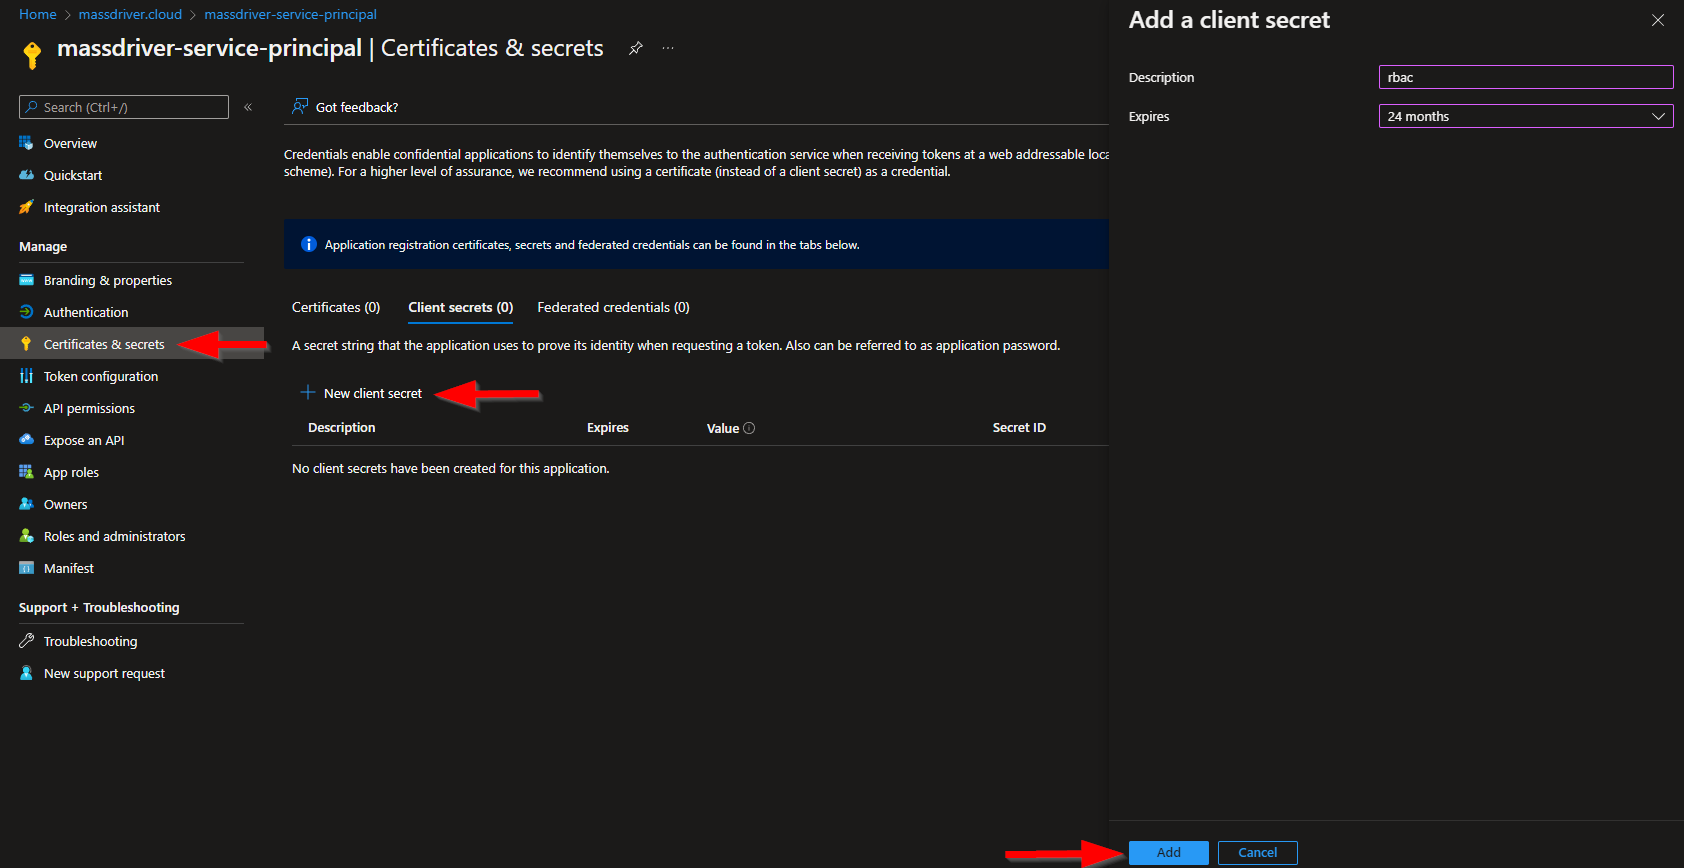 Home > massdriver.cloud > massdriver-service-principal
massdriver-service-principal | Certificates & secrets
Search (Ctrl+/)
Overview
Quickstart
Integration assistant
Manage
Branding & properties
Authentication
Certificates & secrets
Token configuration
API permissions
Expose an API
App roles
Owners
Roles and administrators
Manifest
Support + Troubleshooting
Troubleshooting
New support request
Got feedback?
Credentials enable confidential applications to identify themselves to the authentication service when receiving tokens at a web addressable loca
scheme). For a higher level of assurance, we recommend using a certificate (instead of a client secret) as a credential.
Application registration certificates, secrets and federated credentials can be found in the tabs below.
Certificates (0) Client secrets (0) Federated credentials (0)
A secret string that the application uses to prove its identity when requesting a token. Also can be referred to as application password.
New client secret
Description Expires Value Secret ID
No client secrets have been created for this application.
Add a client secret
Description rbac
Expires 24 months
Add Cancel